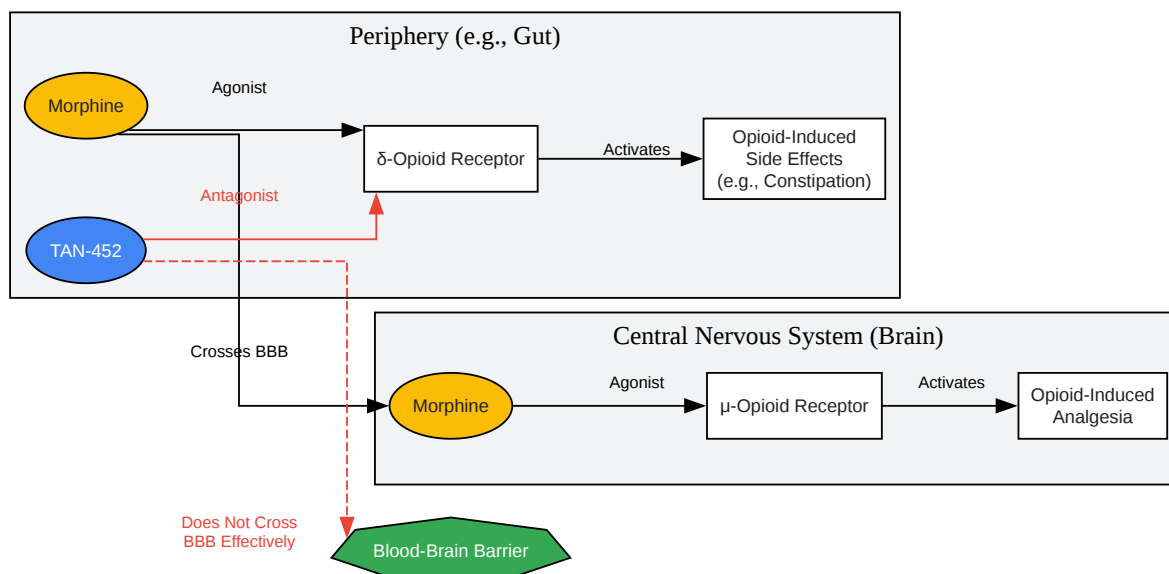 Periphery (e.g., Gut)
Morphine
Agonist
δ-Opioid Receptor
Activates
Opioid-Induced
Side Effects
(e.g., Constipation)
Antagonist
TAN-452
Crosses BBB
Central Nervous System (Brain)
Morphine
Agonist
μ-Opioid Receptor
Activates
Opioid-Induced
Analgesia
Does Not Cross
BBB Effectively
Blood-Brain Barrier